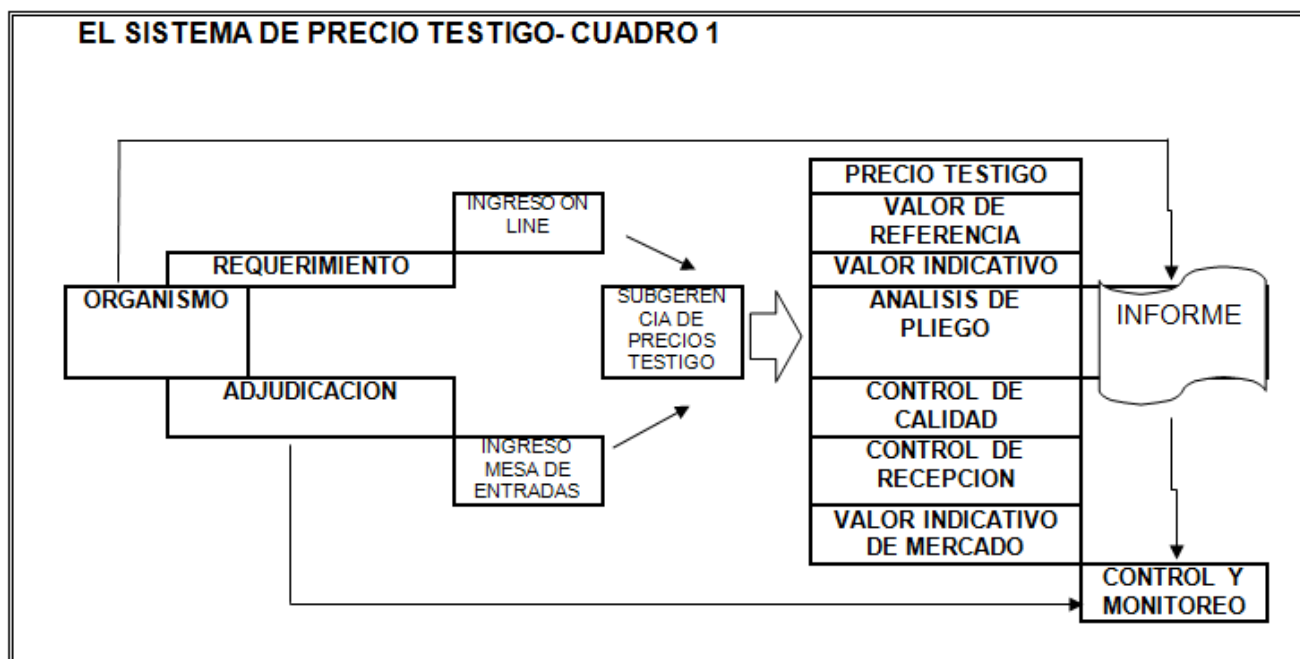 EL SISTEMA DE PRECIO TESTIGO- CUADRO 1
INGRESO ON
LINE
REQUERIMIENTO
ORGANISMO
ADJUDICACION
INGRESO
MESA DE
ENTRADAS
SUBGEREN
CIA DE
PRECIOS
TESTIGO
PRECIO TESTIGO
VALOR DE
REFERENCIA
VALOR INDICATIVO
ANALISIS DE
PLIEGO
CONTROL DE
CALIDAD
CONTROL DE
RECEPCION
VALOR INDICATIVO
DE MERCADO
INFORME
CONTROL Y
MONITOREO